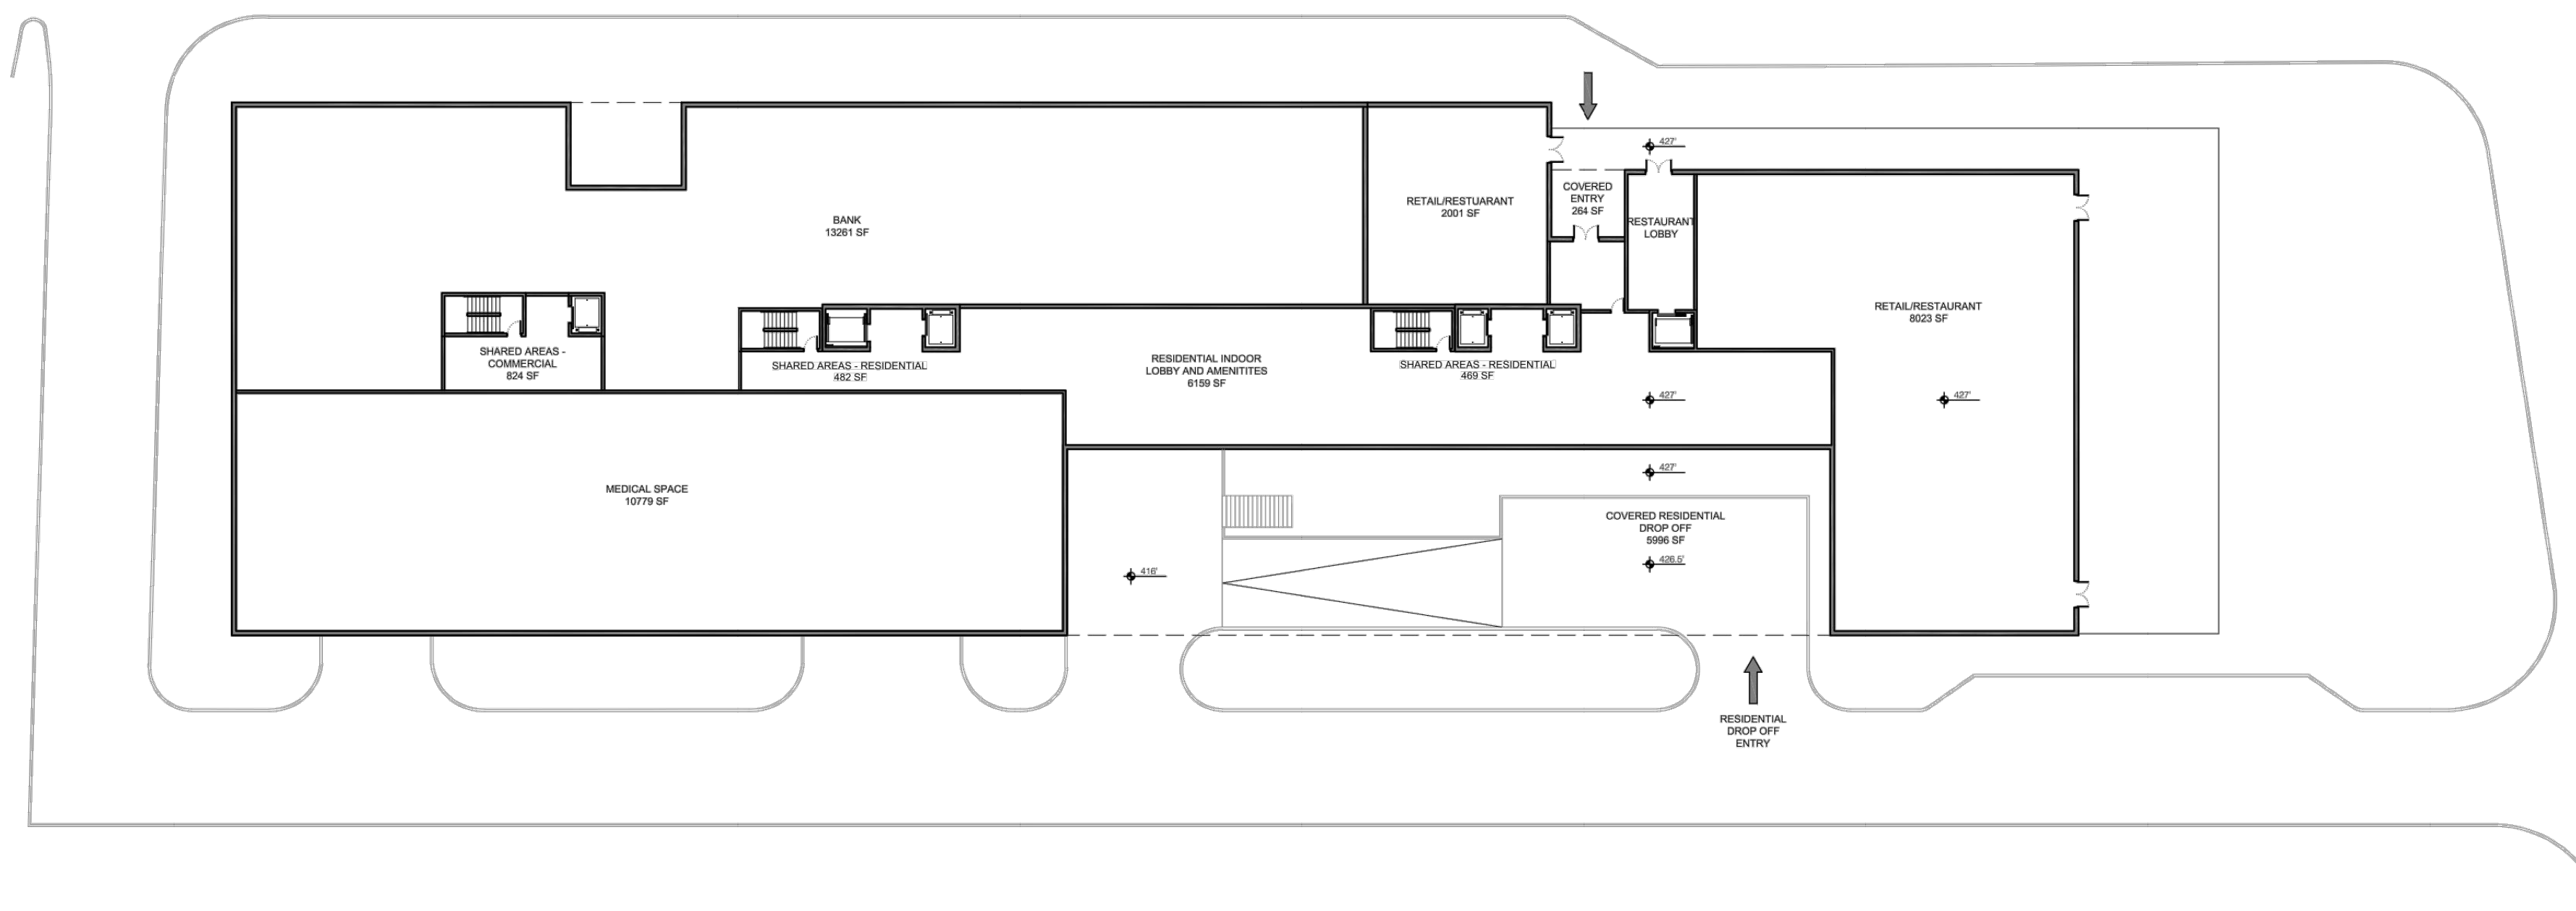 427'
COVERED
ENTRY
264 SF
RETAIL/RESTUARANT
2001 SF
BANK
13261 SF
RESTAURANT
LOBBY
RETAIL/RESTAURANT
8023 SF
SHARED AREAS -
COMMERCIAL
824 SF
SHARED AREAS - RESIDENTIAL
482 SF
RESIDENTIAL INDOOR
LOBBY AND AMENITITES
6159 SF
SHARED AREAS - RESIDENTIAL
469 SF
427'
427'
427'
MEDICAL SPACE
10779 SF
COVERED RESIDENTIAL
DROP OFF
5996 SF
426.5'
416'
RESIDENTIAL
DROP OFF
ENTRY